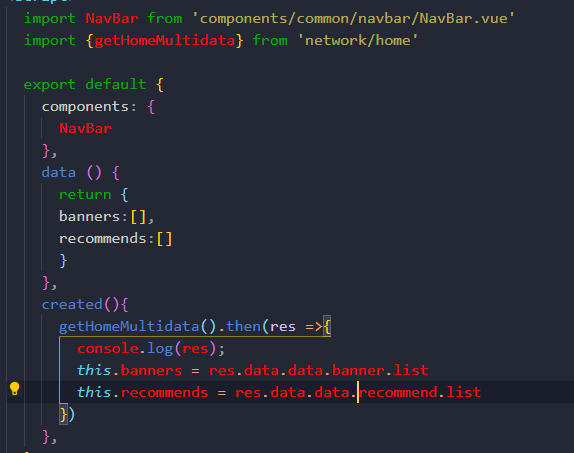 import NavBar from 'components/common/navbar/NavBar.vue'
import {getHomeMultidata} from 'network/home'
export default {
components: {
NavBar
},
data () {
return {
banners:[],
recommends:[]
}
},
created(){
getHomeMultidata().then(res =>{
console.log(res);
this.banners = res.data.data.banner.list
this.recommends = res.data.data.recommend.list
})
},